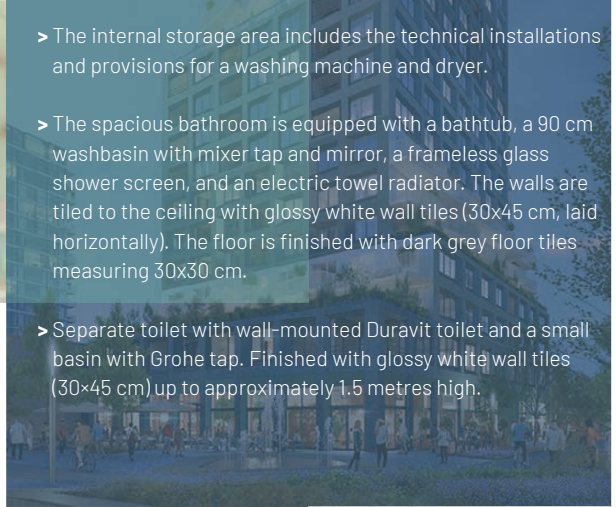 > The internal storage area includes the technical installations
and provisions for a washing machine and dryer.
> The spacious bathroom is equipped with a bathtub, a 90 cm
washbasin with mixer tap and mirror, a frameless glass
shower screen, and an electric towel radiator. The walls are
tiled to the ceiling with glossy white wall tiles (30x45 cm, laid
horizontally). The floor is finished with dark grey floor tiles
measuring 30x30 cm.
> Separate toilet with wall-mounted Duravit toilet and a small
basin with Grohe tap. Finished with glossy white wall tiles
(30×45 cm) up to approximately 1.5 metres high.